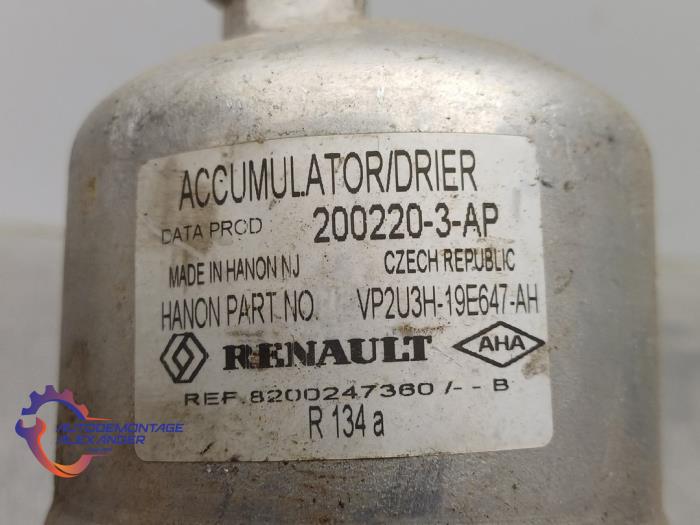 ACCUMULATOR/DRIER
DATA PROD 200220-3-AP
MADE IN HANON NJ CZECH REPUBLIC
HANON PART NO. VP2U3H-19E647-AH
RENAULT AHA
REF.8200247360 /-- B
R 134 a
AUTODEMONTAGE
ALEXANDER